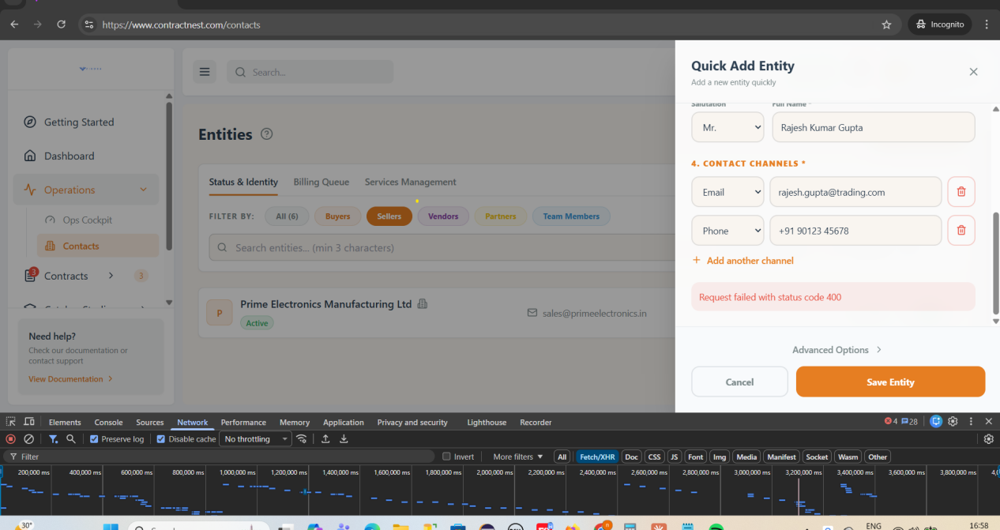 https://www.contractnest.com/contacts
Incognito
Search...
Getting Started
Dashboard
Operations
Ops Cockpit
Contacts
3
Contracts
3
Need help?
Check our documentation or
contact support
View Documentation
Entities
Status & Identity
Billing Queue
Services Management
FILTER BY:
All (6)
Buyers
Sellers
Vendors
Partners
Team Members
Search entities... (min 3 characters)
P
Prime Electronics Manufacturing Ltd
Active
sales@primeelectronics.in
Quick Add Entity
Add a new entity quickly
Salutation
Full Name *
Mr.
Rajesh Kumar Gupta
4. CONTACT CHANNELS *
Email
rajesh.gupta@trading.com
Phone
+91 90123 45678
+ Add another channel
Request failed with status code 400
Advanced Options
Cancel
Save Entity
Elements
Console
Sources
Network
Performance
Memory
Application
Privacy and security
Lighthouse
Recorder
4
28
Preserve log
Disable cache
No throttling
Filter
Invert
More filters
All
Fetch/XHR
Doc
CSS
JS
Font
Img
Media
Manifest
Socket
Wasm
Other
200,000 ms
400,000 ms
600,000 ms
800,000 ms
1,000,000 ms
1,200,000 ms
1,400,000 ms
1,600,000 ms
1,800,000 ms
2,000,000 ms
2,200,000 ms
2,400,000 ms
2,600,000 ms
2,800,000 ms
3,000,000 ms
3,200,000 ms
3,400,000 ms
3,600,000 ms
3,800,000 ms
30°
ENG
16:58